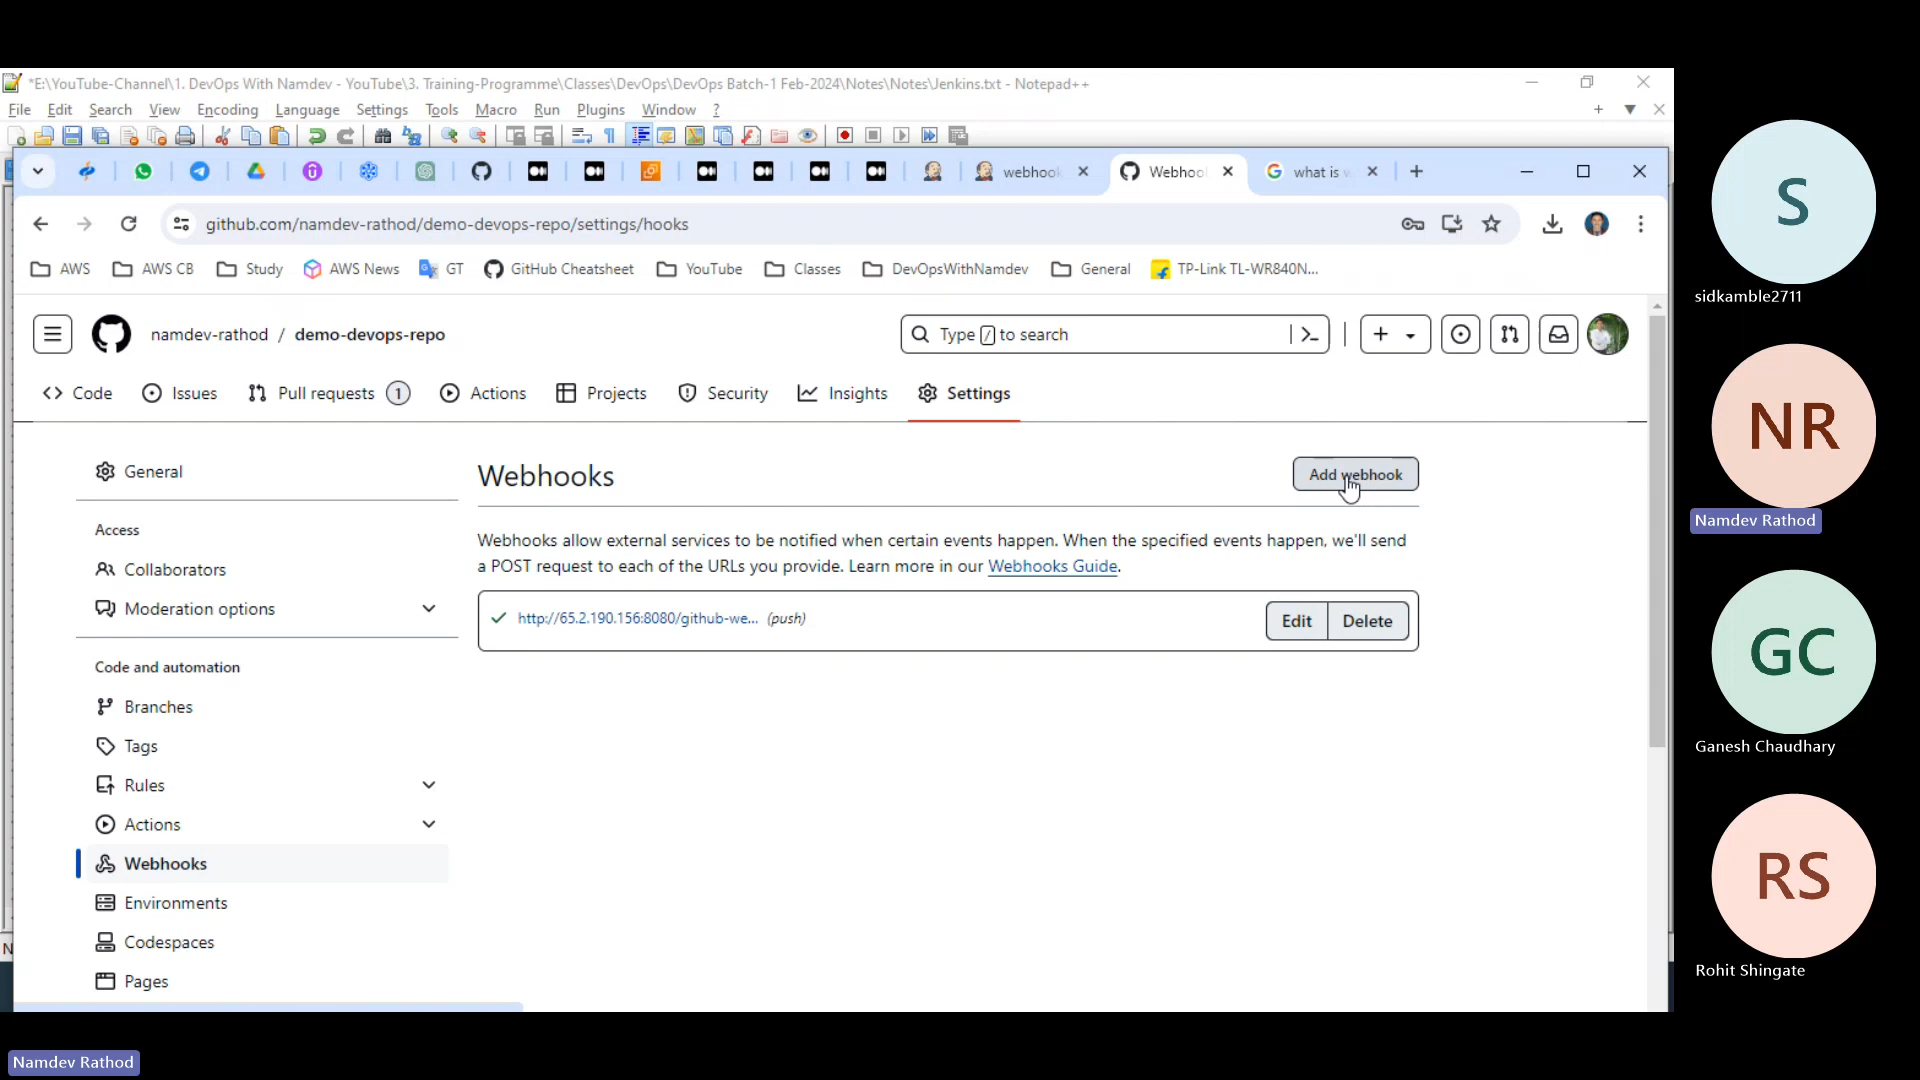 *E:\YouTube-Channel\1. DevOps With Namdev - YouTube\3. Training-Programme\Classes\DevOps\DevOps Batch-1 Feb-2024\Notes\Notes\Jenkins.txt - Notepad++
File Edit Search View Encoding Language Settings Tools Macro Run Plugins Window ?
webhook Webhoo what is
github.com/namdev-rathod/demo-devops-repo/settings/hooks
AWS AWS CB Study AWS News GT GitHub Cheatsheet YouTube Classes DevOpsWithNamdev General TP-Link TL-WR840N...
namdev-rathod / demo-devops-repo Type / to search
Code Issues Pull requests 1 Actions Projects Security Insights Settings
General
Access
Collaborators
Moderation options
Code and automation
Branches
Tags
Rules
Actions
Webhooks
Environments
Codespaces
Pages
Webhooks Add webhook
Webhooks allow external services to be notified when certain events happen. When the specified events happen, we'll send
a POST request to each of the URLs you provide. Learn more in our Webhooks Guide.
http://65.2.190.156:8080/github-we... (push) Edit Delete
S
sidkamble2711
NR
Namdev Rathod
GC
Ganesh Chaudhary
RS
Rohit Shingate
Namdev Rathod